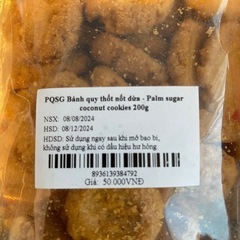 PQSG Bánh quy thốt nốt dừa - Palm sugar
coconut cookies 200g
NSX: 08/08/2024
HSD: 08/12/2024
HDSD: Sử dụng ngay sau khi mở bao bì,
không sử dụng khi có dấu hiệu hư hỏng.
8936139384792
Giá: 50.000VNĐ